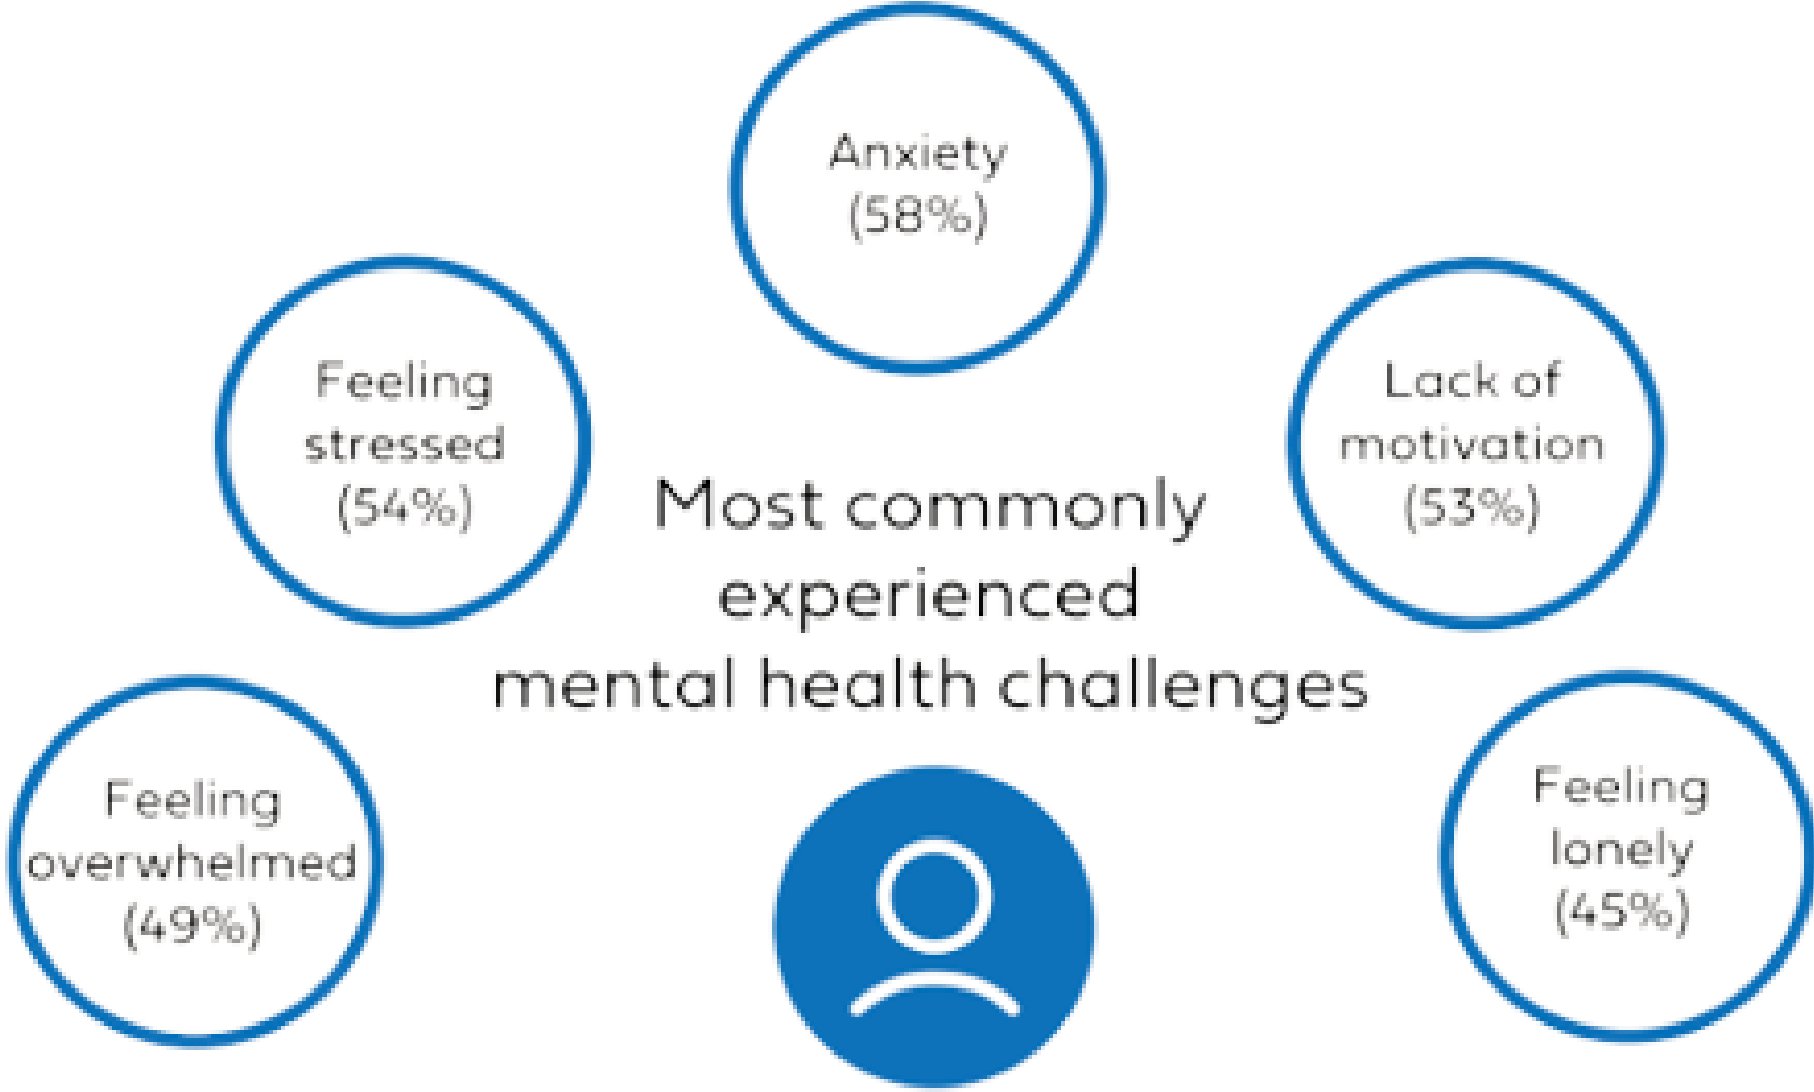 Anxiety
(58%)
Feeling
stressed
(54%)
Lack of
motivation
(53%)
Most commonly
experienced
mental health challenges
Feeling
overwhelmed
(49%)
Feeling
lonely
(45%)